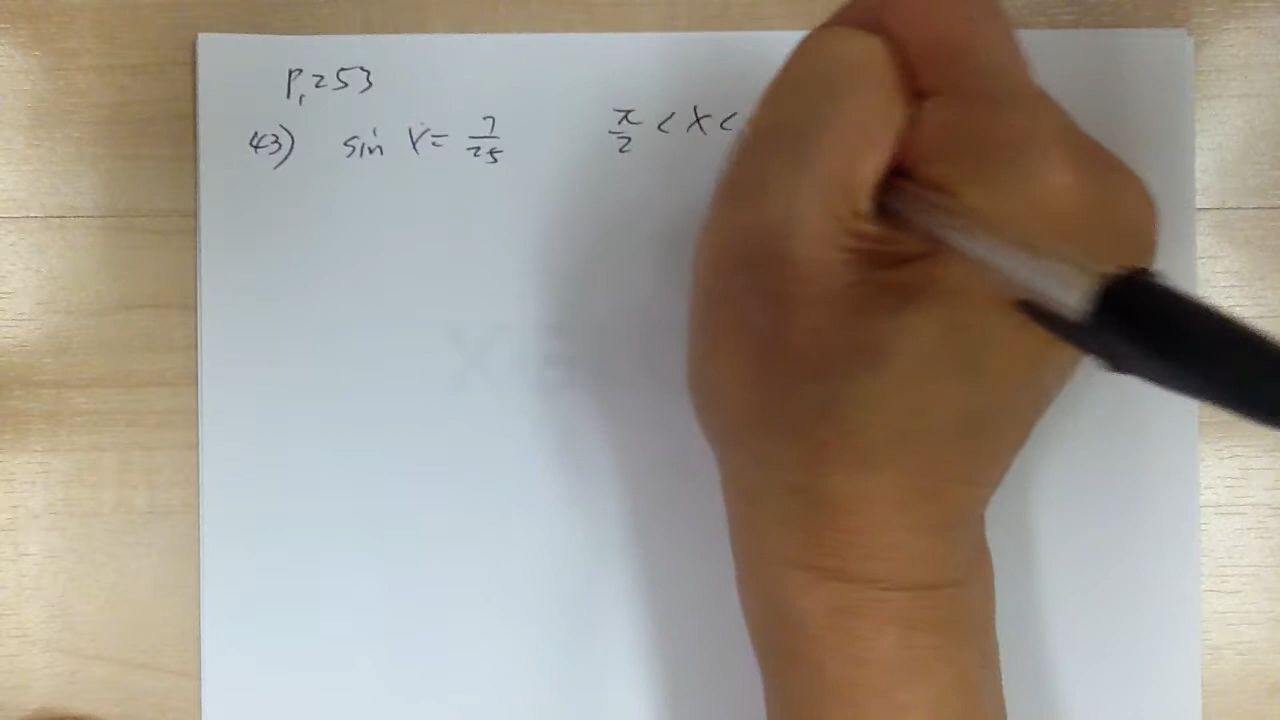 P.253
43) sin x = 7/25 π/2 < x <